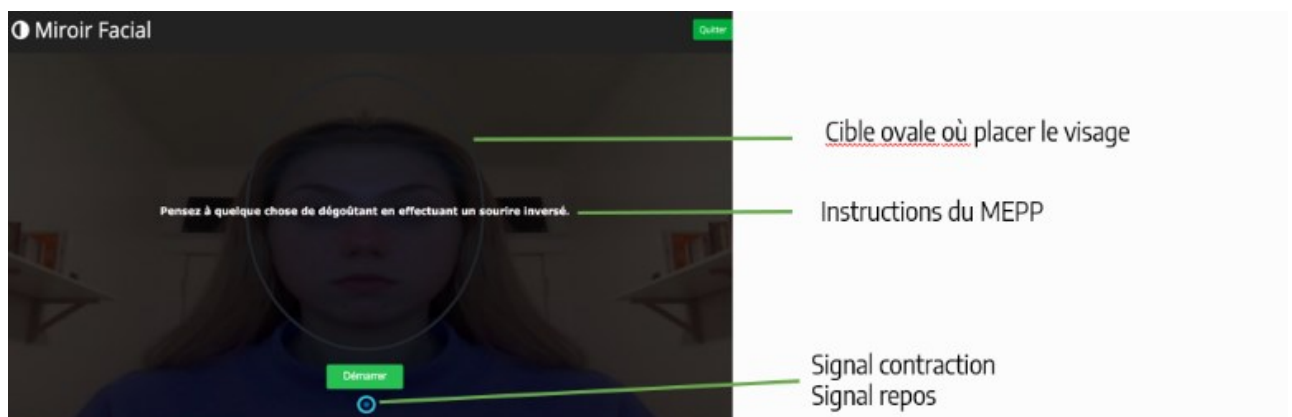 Miroir Facial
Quitter
Cible ovale où placer le visage
Pensez à quelque chose de dégoûtant en effectuant un sourire inversé.
Instructions du MEPP
Démarrer
Signal contraction
Signal repos